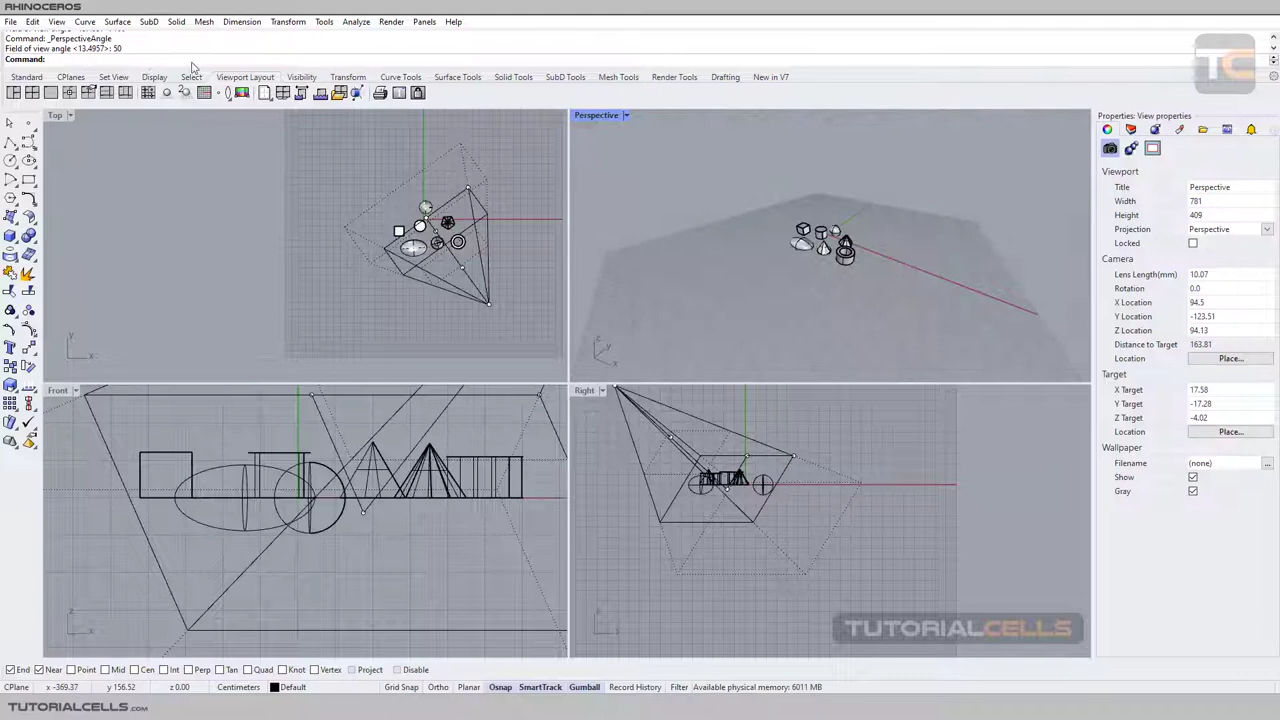 RHINOCEROS
File Edit View Curve Surface SubD Solid Mesh Dimension Transform Tools Analyze Render Panels Help
Command: _PerspectiveAngle
Field of view angle <13.4957>: 50
Command:
Standard CPlanes Set View Display Select Viewport Layout Visibility Transform Curve Tools Surface Tools Solid Tools SubD Tools Mesh Tools Render Tools Drafting New in V7
TC
Top
Perspective
Properties: View properties
Viewport
Title Perspective
Width 781
Height 409
Projection Perspective
Locked
Camera
Lens Length(mm) 10.07
Rotation 0.0
X Location 94.5
Y Location -123.51
Z Location 94.13
Distance to Target 163.81
Location Place...
Target
X Target 17.58
Y Target -17.28
Z Target -4.02
Location Place...
Wallpaper
Filename (none) ...
Show
Gray
y
x
z
y
x
Front
Right
z
x
z
y
TUTORIALCELLS
End Near Point Mid Cen Int Perp Tan Quad Knot Vertex Project Disable
CPlane x -369.37 y 156.52 z 0.00 Centimeters Default Grid Snap Ortho Planar Osnap SmartTrack Gumball Record History Filter Available physical memory: 6011 MB
TUTORIALCELLS.com